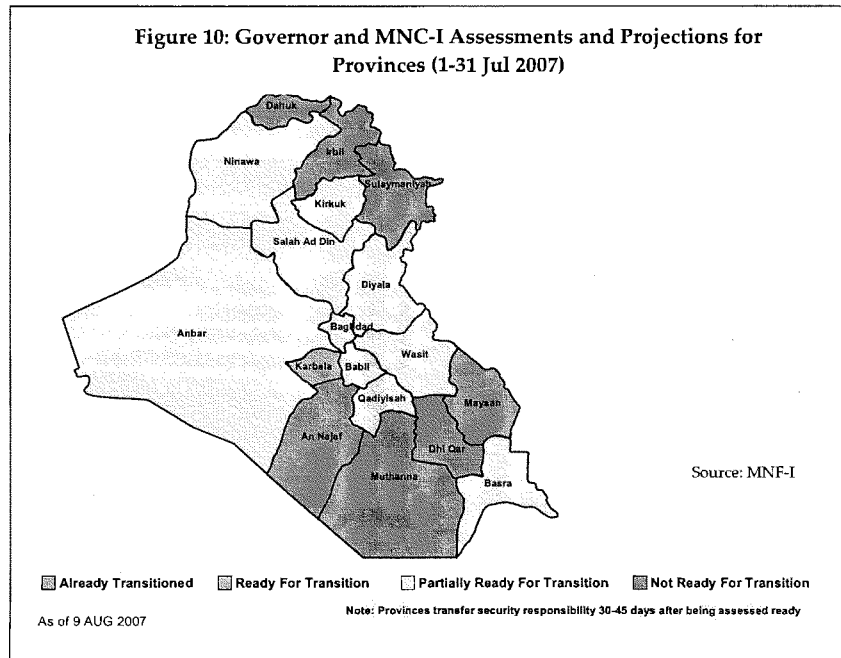 Figure 10: Governor and MNC-I Assessments and Projections for
Provinces (1-31 Jul 2007)
Dahuk
Ninawa
Irbil
Sulaymaniyah
Kirkuk
Salah Ad Din
Diyala
Anbar
Baghdad
Wasit
Karbala
Babil
Qadiyisah
Maysan
An Najaf
Dhi Qar
Muthanna
Basra
Source: MNF-I
Already Transitioned Ready For Transition Partially Ready For Transition Not Ready For Transition
Note: Provinces transfer security responsibility 30-45 days after being assessed ready
As of 9 AUG 2007